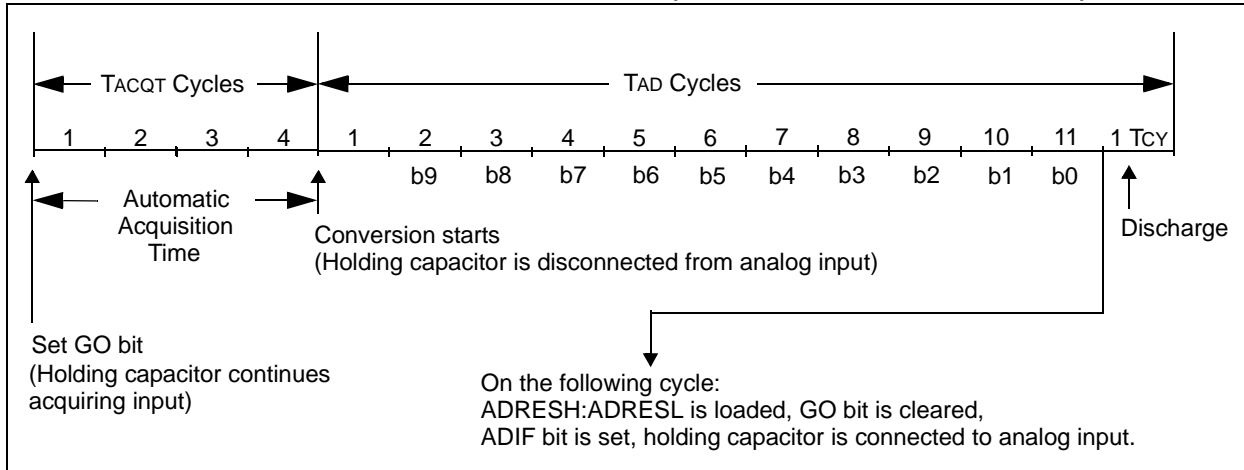 TACQT Cycles
TAD Cycles
1 2 3 4 1 2 3 4 5 6 7 8 9 10 11 1 TCY
b9 b8 b7 b6 b5 b4 b3 b2 b1 b0
Automatic
Acquisition
Time
Conversion starts
(Holding capacitor is disconnected from analog input)
Discharge
Set GO bit
(Holding capacitor continues
acquiring input)
On the following cycle:
ADRESH:ADRESL is loaded, GO bit is cleared,
ADIF bit is set, holding capacitor is connected to analog input.